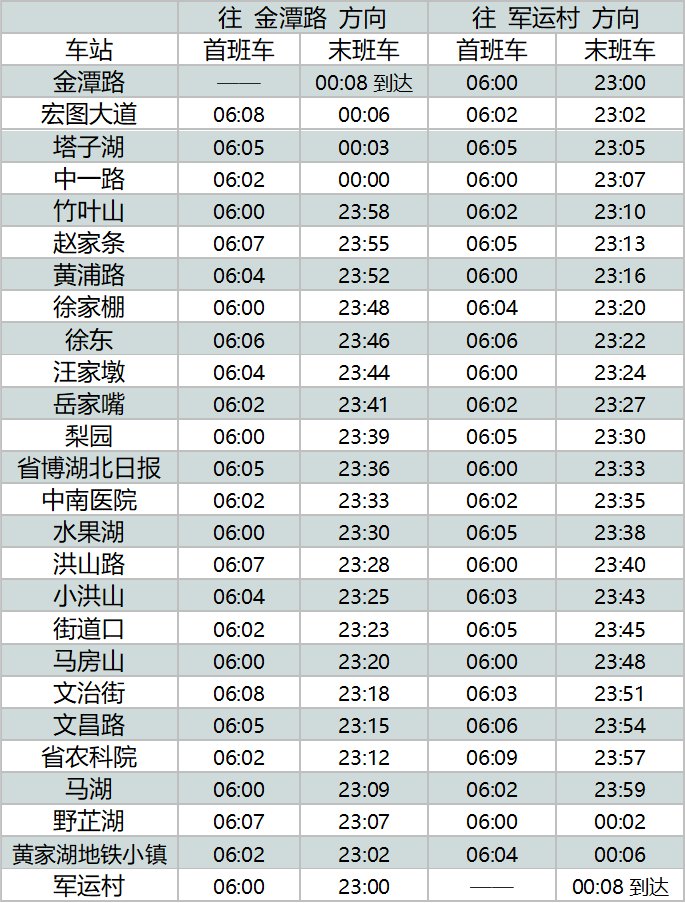 往 金潭路 方向 往 军运村 方向
车站 首班车 末班车 首班车 末班车
金潭路 —— 00:08 到达 06:00 23:00
宏图大道 06:08 00:06 06:02 23:02
塔子湖 06:05 00:03 06:05 23:05
中一路 06:02 00:00 06:00 23:07
竹叶山 06:00 23:58 06:02 23:10
赵家条 06:07 23:55 06:05 23:13
黄浦路 06:04 23:52 06:00 23:16
徐家棚 06:00 23:48 06:04 23:20
徐东 06:06 23:46 06:06 23:22
汪家墩 06:04 23:44 06:00 23:24
岳家嘴 06:02 23:41 06:02 23:27
梨园 06:00 23:39 06:05 23:30
省博湖北日报 06:05 23:36 06:00 23:33
中南医院 06:02 23:33 06:02 23:35
水果湖 06:00 23:30 06:05 23:38
洪山路 06:07 23:28 06:00 23:40
小洪山 06:04 23:25 06:03 23:43
街道口 06:02 23:23 06:05 23:45
马房山 06:00 23:20 06:00 23:48
文治街 06:08 23:18 06:03 23:51
文昌路 06:05 23:15 06:06 23:54
省农科院 06:02 23:12 06:09 23:57
马湖 06:00 23:09 06:02 23:59
野芷湖 06:07 23:07 06:00 00:02
黄家湖地铁小镇 06:02 23:02 06:04 00:06
军运村 06:00 23:00 —— 00:08 到达